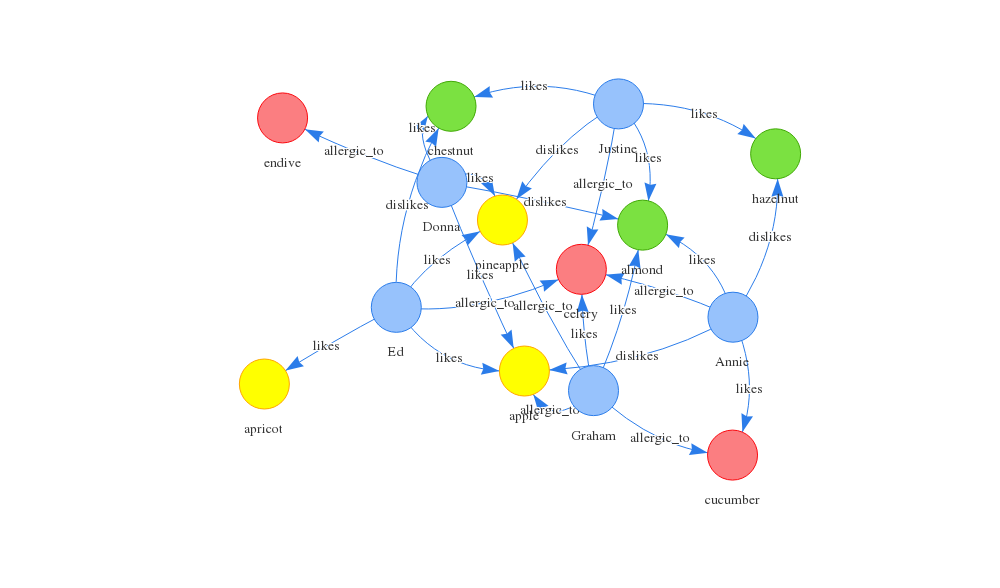 likes
likes
likes
chestnut
Justine
dislikes
allergic_to
likes
endive
likes
allergic_to
dislikes
hazelnut
dislikes
Donna
dislikes
likes
pineapple
likes
almond
likes
allergic_to
allergic_to
allergic_to
celery
likes
likes
likes
Ed
likes
dislikes
Annie
likes
apple
allergic_to
apricot
Graham
allergic_to
cucumber